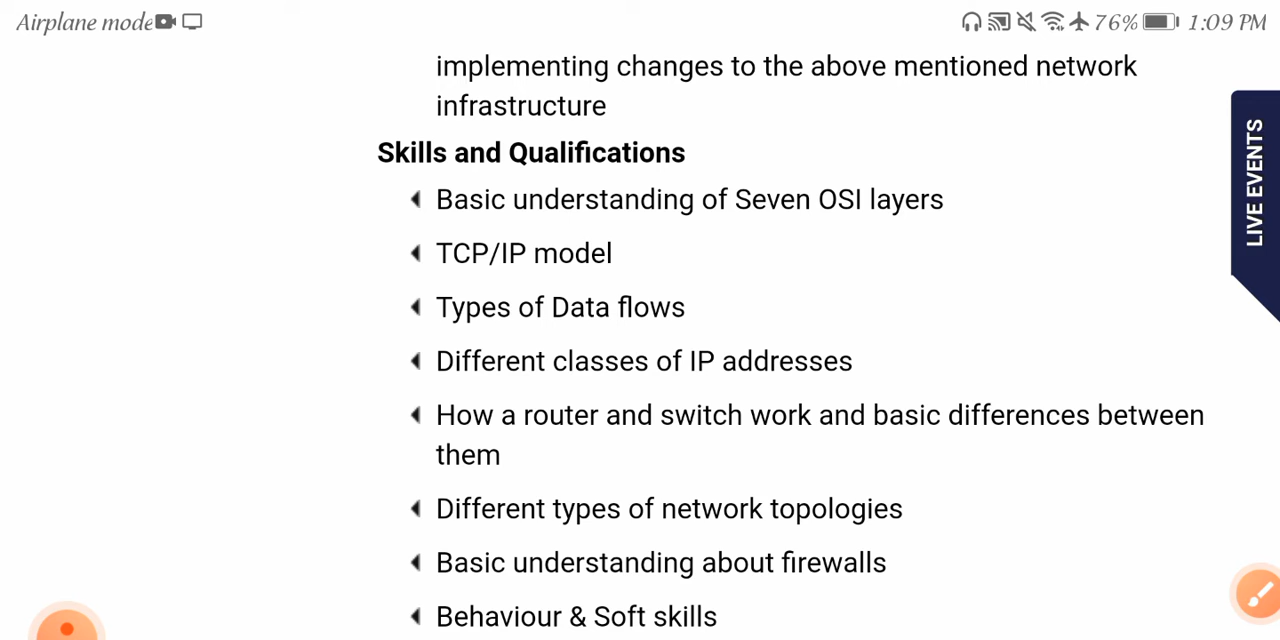 Airplane mode
76% 1:09 PM
implementing changes to the above mentioned network
infrastructure
Skills and Qualifications
Basic understanding of Seven OSI layers
TCP/IP model
Types of Data flows
Different classes of IP addresses
How a router and switch work and basic differences between
them
Different types of network topologies
Basic understanding about firewalls
Behaviour & Soft skills
LIVE EVENTS